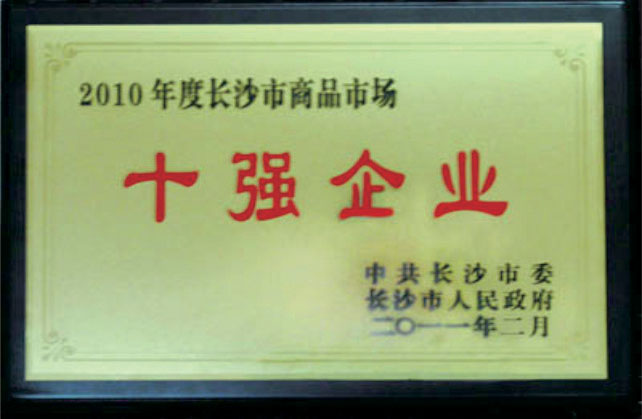 2010年度长沙市商品市场
十强企业
中共长沙市委
长沙市人民政府
二〇一一年二月